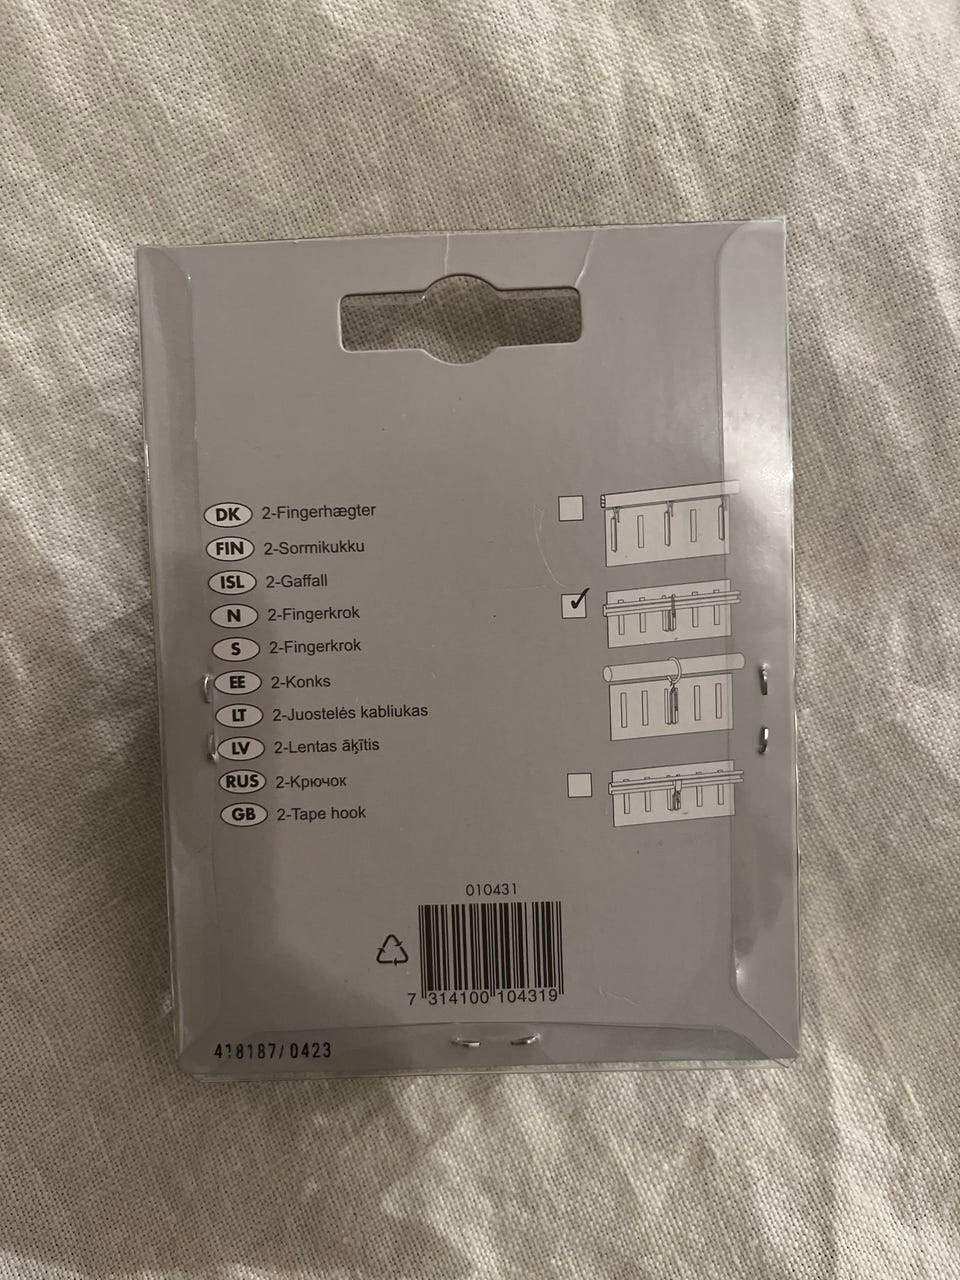 DK 2-Fingerhægter
FIN 2-Sormikukku
ISL 2-Gaffall
N 2-Fingerkrok
S 2-Fingerkrok
EE 2-Konks
LT 2-Juostelės kabliukas
LV 2-Lentas āķītis
RUS 2-Крючок
GB 2-Tape hook
010431
7 314100 104319
418187/0423